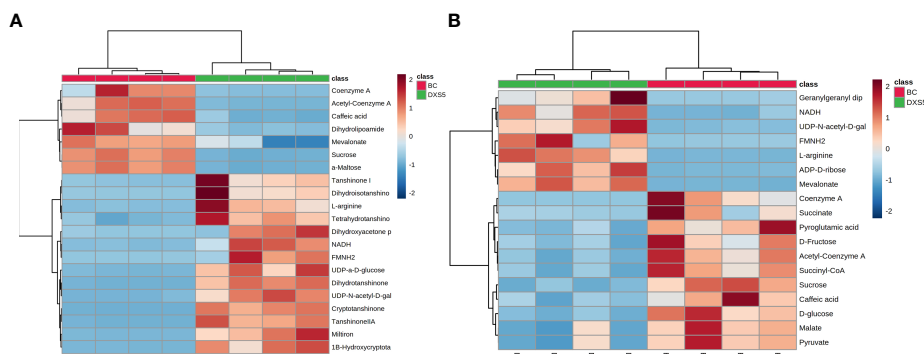 A
class
Coenzyme A
Acetyl-Coenzyme A
Caffeic acid
Dihydrolipoamide
Mevalonate
Sucrose
a-Maltose
Tanshinone I
Dihydroisotanshino
L-arginine
Tetrahydrotanshino
Dihydroxyacetone p
NADH
FMNH2
UDP-a-D-glucose
Dihydrotanshinone
UDP-N-acetyl-D-gal
Cryptotanshinone
TanshinoneIIA
Miltiron
1B-Hydroxycryptota
2
1
0
-1
-2
class
BC
DXS5
B
class
Geranylgeranyl dip
NADH
UDP-N-acetyl-D-gal
FMNH2
L-arginine
ADP-D-ribose
Mevalonate
Coenzyme A
Succinate
Pyroglutamic acid
D-Fructose
Acetyl-Coenzyme A
Succinyl-CoA
Sucrose
Caffeic acid
D-glucose
Malate
Pyruvate
2
1
0
-1
-2
class
BC
DXS5